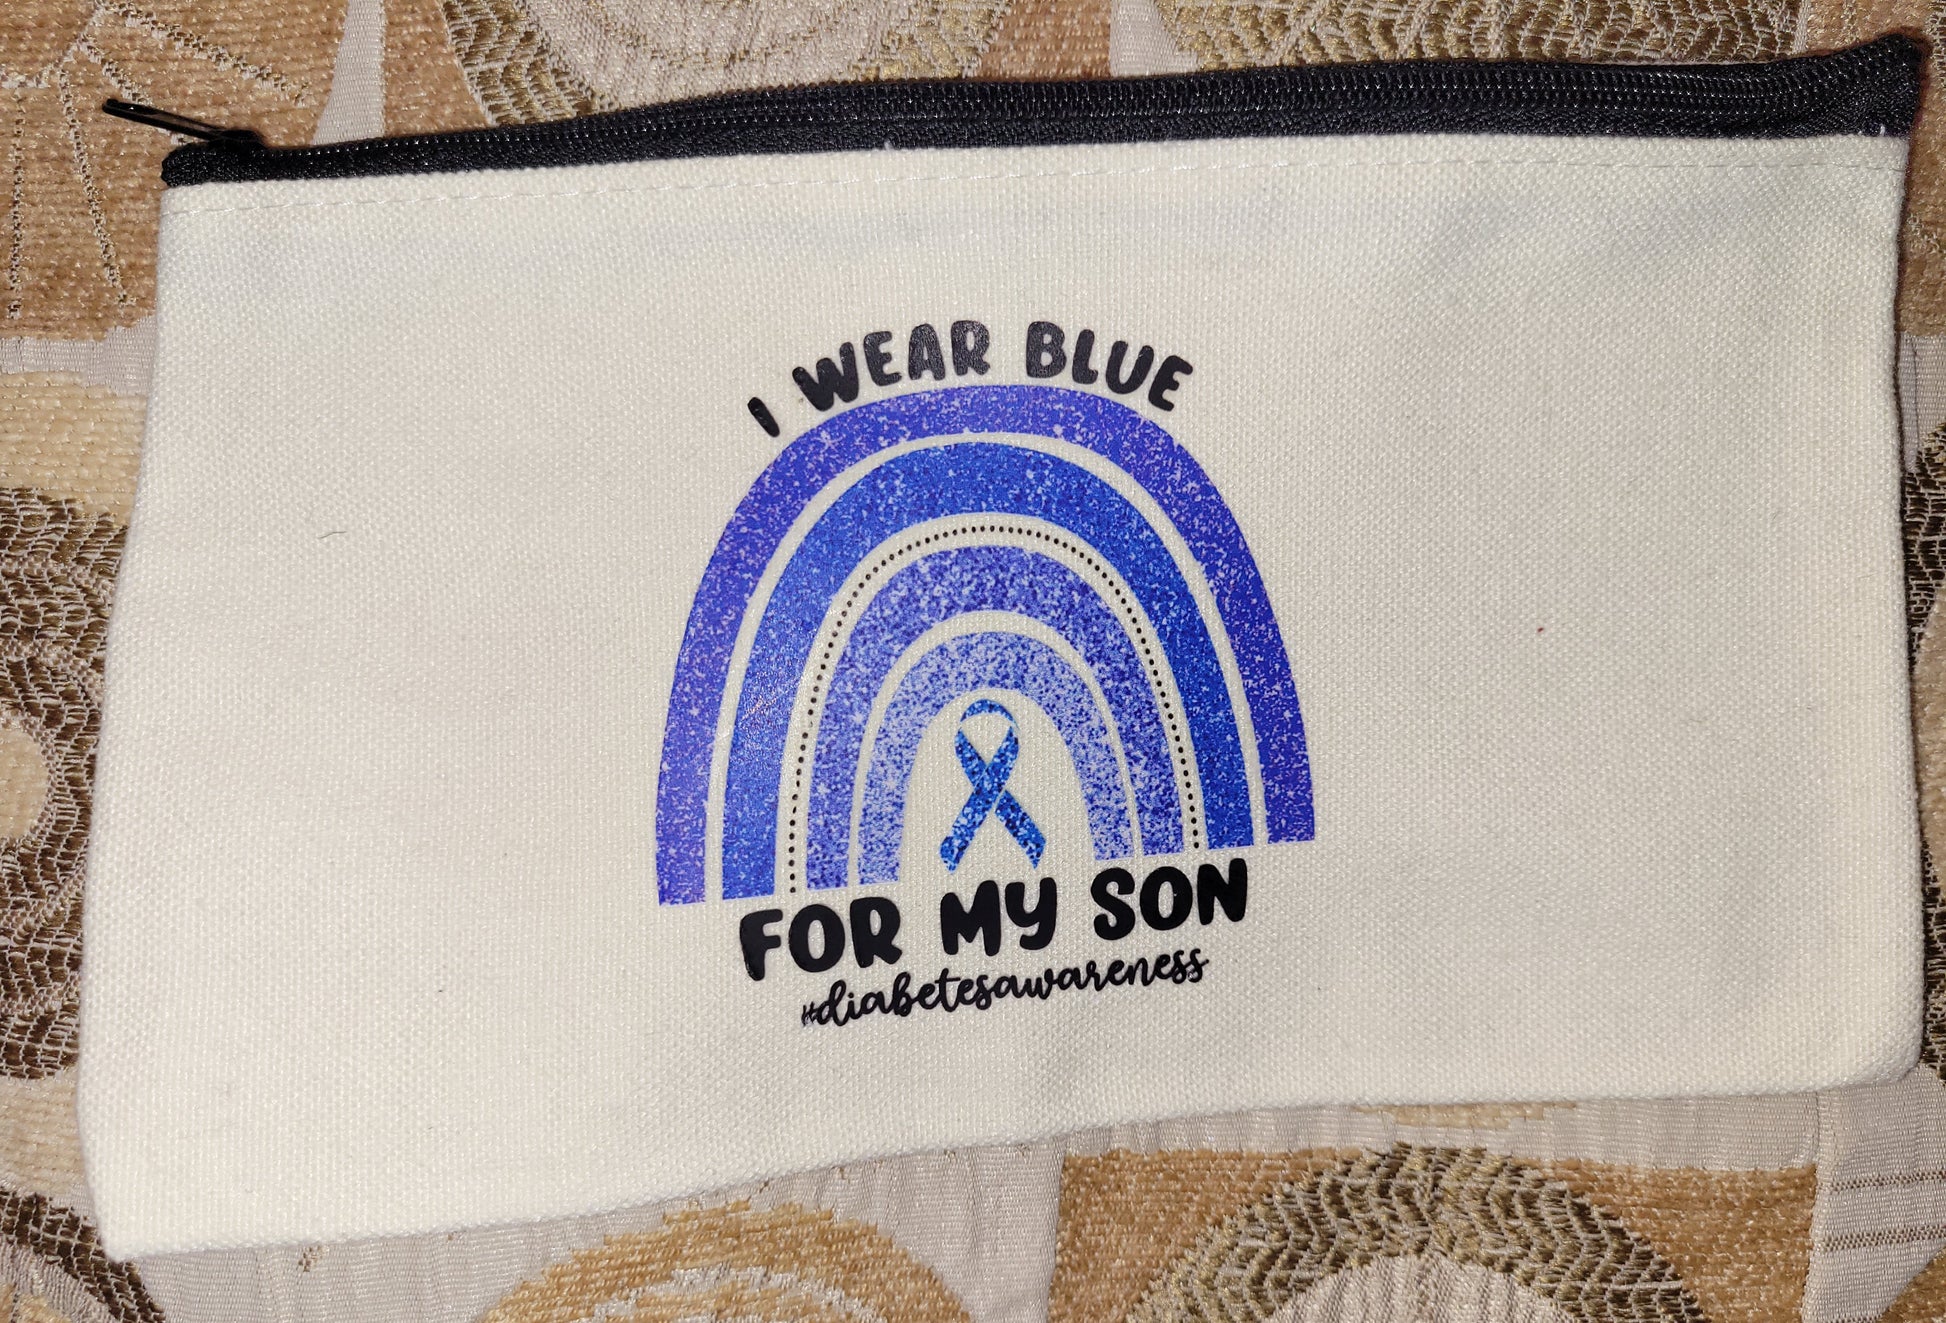 I WEAR BLUE
FOR MY SON
#diabetesawareness